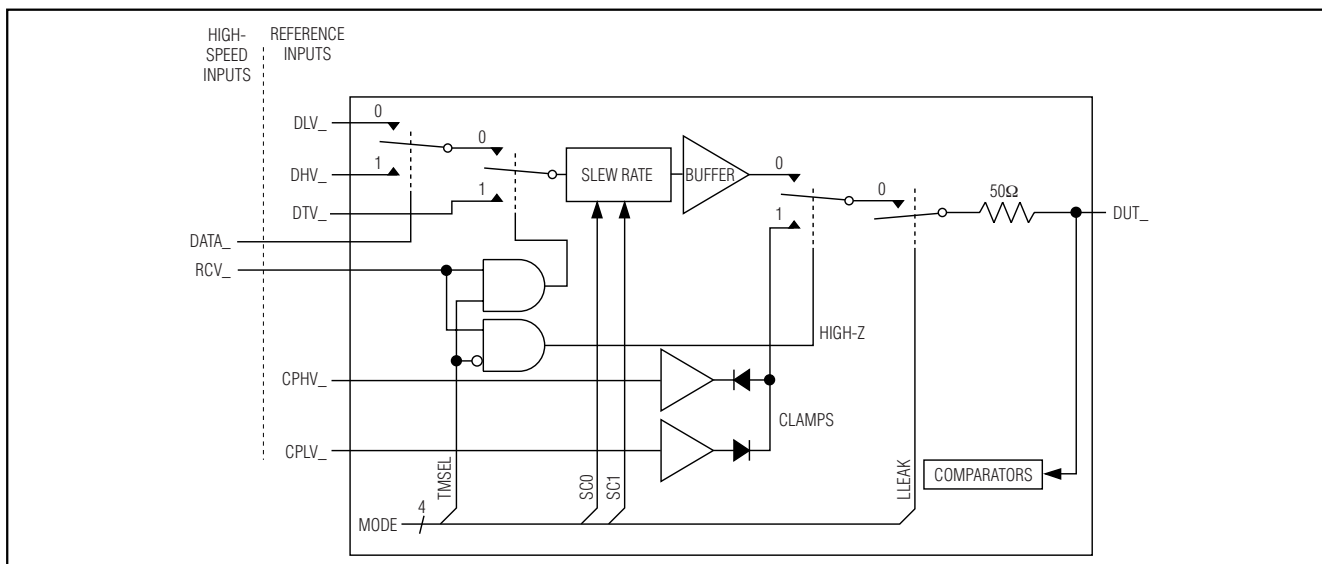 HIGH-
SPEED
INPUTS
REFERENCE
INPUTS
DLV_
0
DHV_
1
DTV_
0
1
SLEW RATE
BUFFER
0
1
0
50Ω
DUT_
DATA_
RCV_
HIGH-Z
CPHV_
CLAMPS
CPLV_
TMSEL
SC0
SC1
LLEAK
COMPARATORS
MODE
4